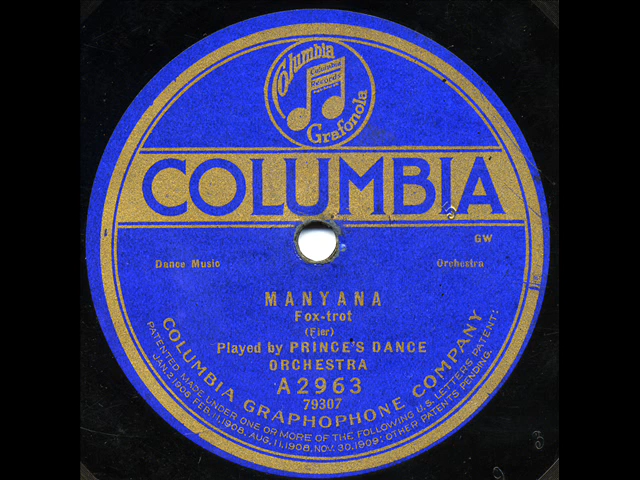 Columbia
Columbia
Records
Grafonola
COLUMBIA
GW
Dance Music
Orchestra
MANYANA
Fox-trot
(Fier)
Played by PRINCE'S DANCE
ORCHESTRA
A2963
79307
COLUMBIA GRAPHOPHONE COMPANY
PATENTED, MADE UNDER ONE OR MORE OF THE FOLLOWING U.S. LETTERS PATENT:
JAN.2,1906, FEB.11,1908, AUG.11,1908, NOV.30,1909; OTHER PATENTS PENDING.